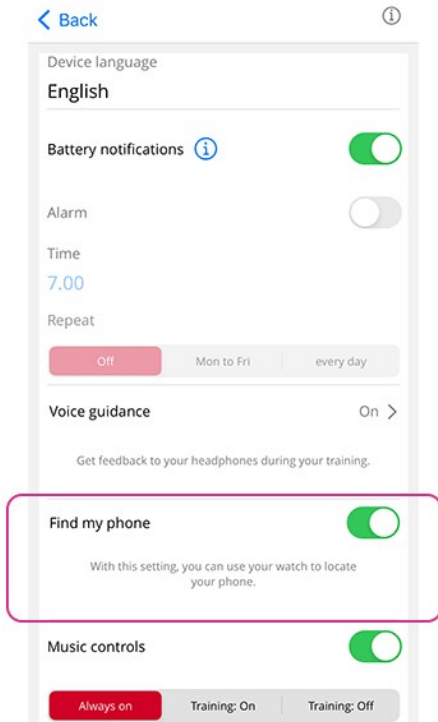 Back
Device language
English
Battery notifications
Alarm
Time
7.00
Repeat
Off Mon to Fri every day
Voice guidance On
Get feedback to your headphones during your training.
Find my phone
With this setting, you can use your watch to locate
your phone.
Music controls
Always on Training: On Training: Off